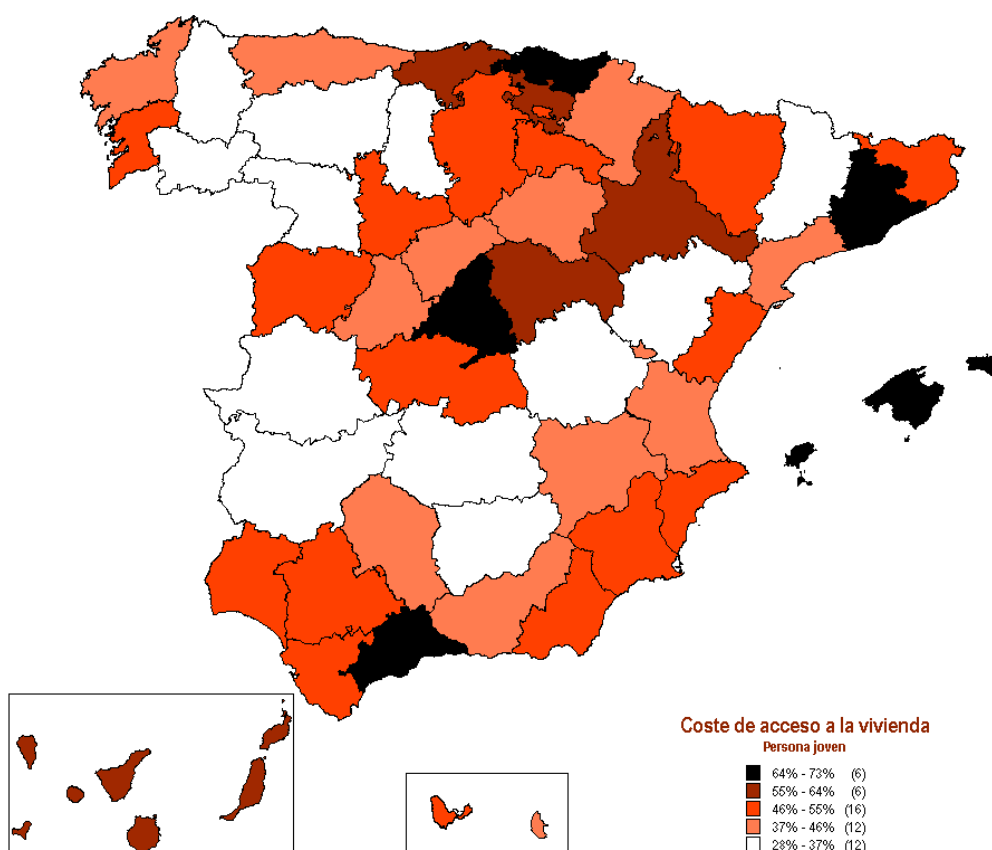 Coste de acceso a la vivienda
Persona joven
64% - 73% (6)
55% - 64% (6)
46% - 55% (16)
37% - 46% (12)
28% - 37% (12)